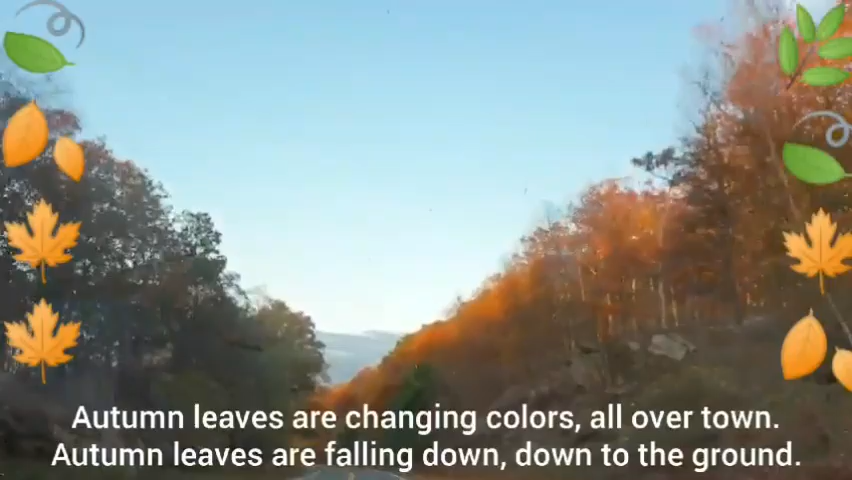 Autumn leaves are changing colors, all over town.
Autumn leaves are falling down, down to the ground.